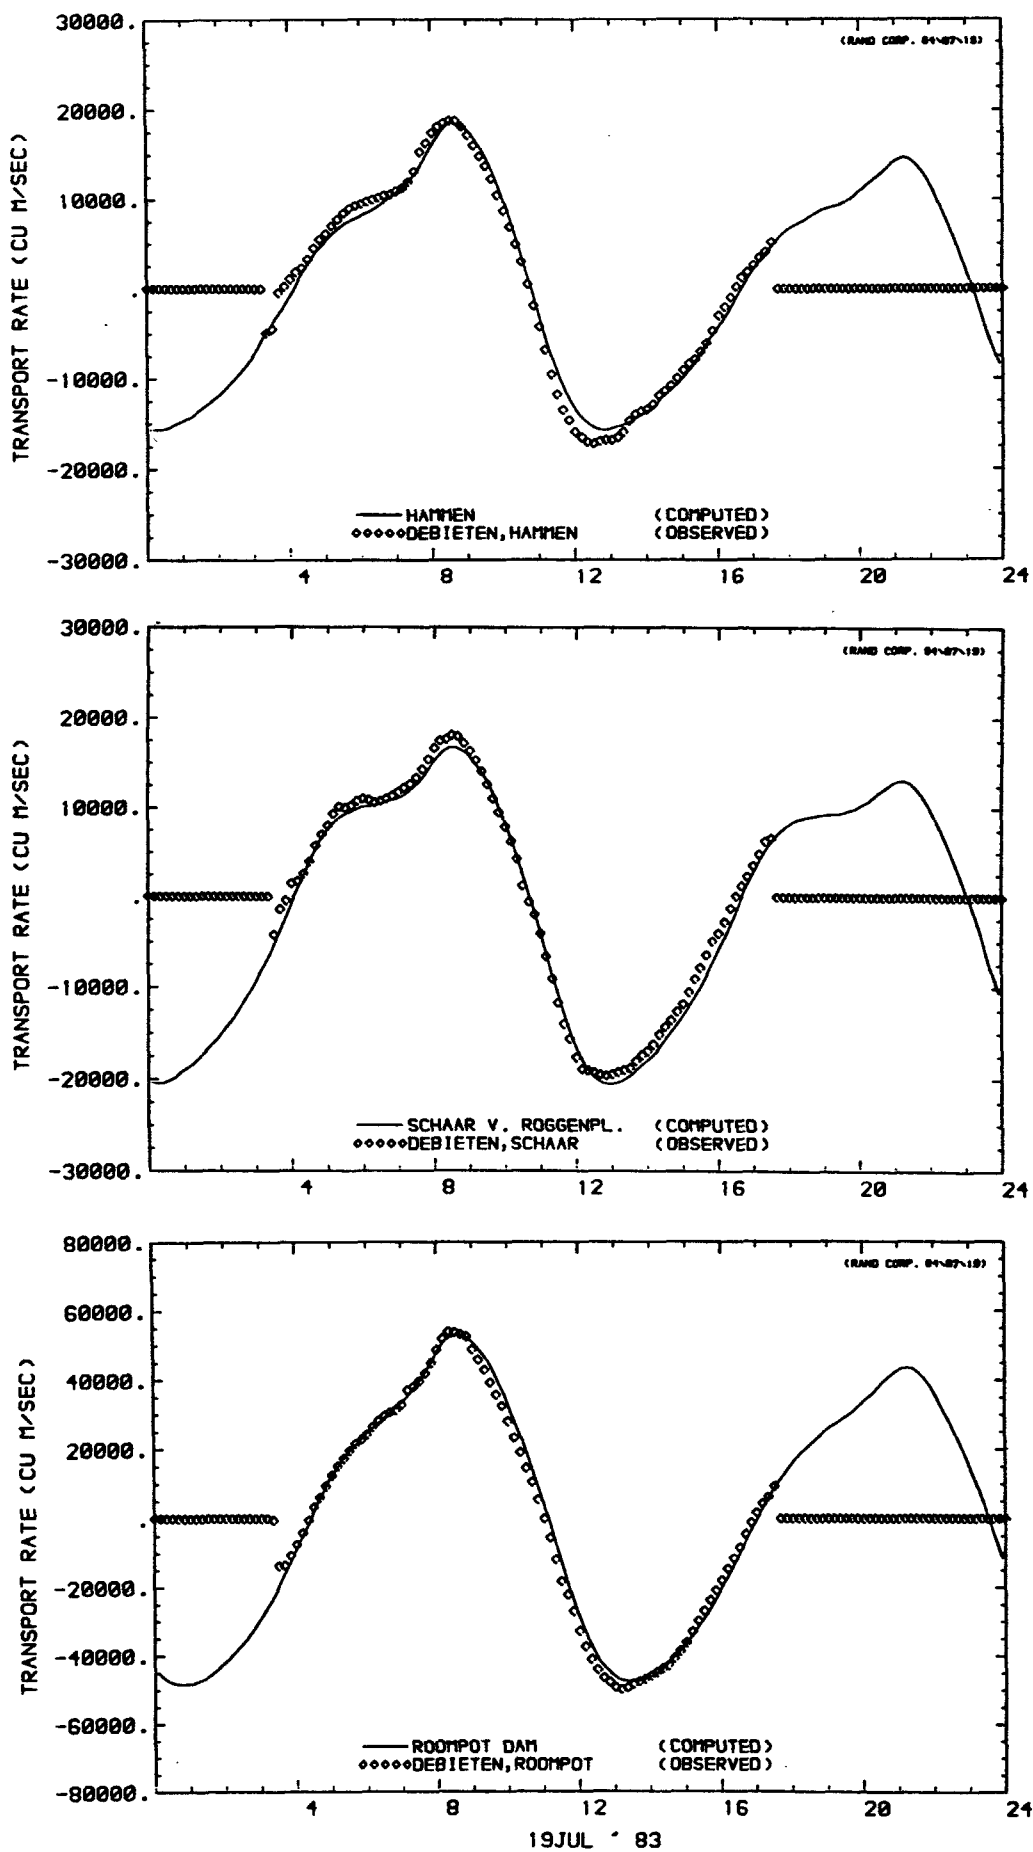 30000.
(RAND CORP. 84\07\18)
20000.
10000.
.
-10000.
-20000.
-30000.
TRANSPORT RATE (CU M/SEC)
HAMMEN (COMPUTED)
DEBIETEN,HAMMEN (OBSERVED)
4 8 12 16 20 24
30000.
(RAND CORP. 84\07\19)
20000.
10000.
.
-10000.
-20000.
-30000.
TRANSPORT RATE (CU M/SEC)
SCHAAR V. ROGGENPL. (COMPUTED)
DEBIETEN,SCHAAR (OBSERVED)
4 8 12 16 20 24
80000.
(RAND CORP. 84\07\19)
60000.
40000.
20000.
.
-20000.
-40000.
-60000.
-80000.
TRANSPORT RATE (CU M/SEC)
ROOMPOT DAM (COMPUTED)
DEBIETEN,ROOMPOT (OBSERVED)
4 8 12 16 20 24
19JUL ' 83